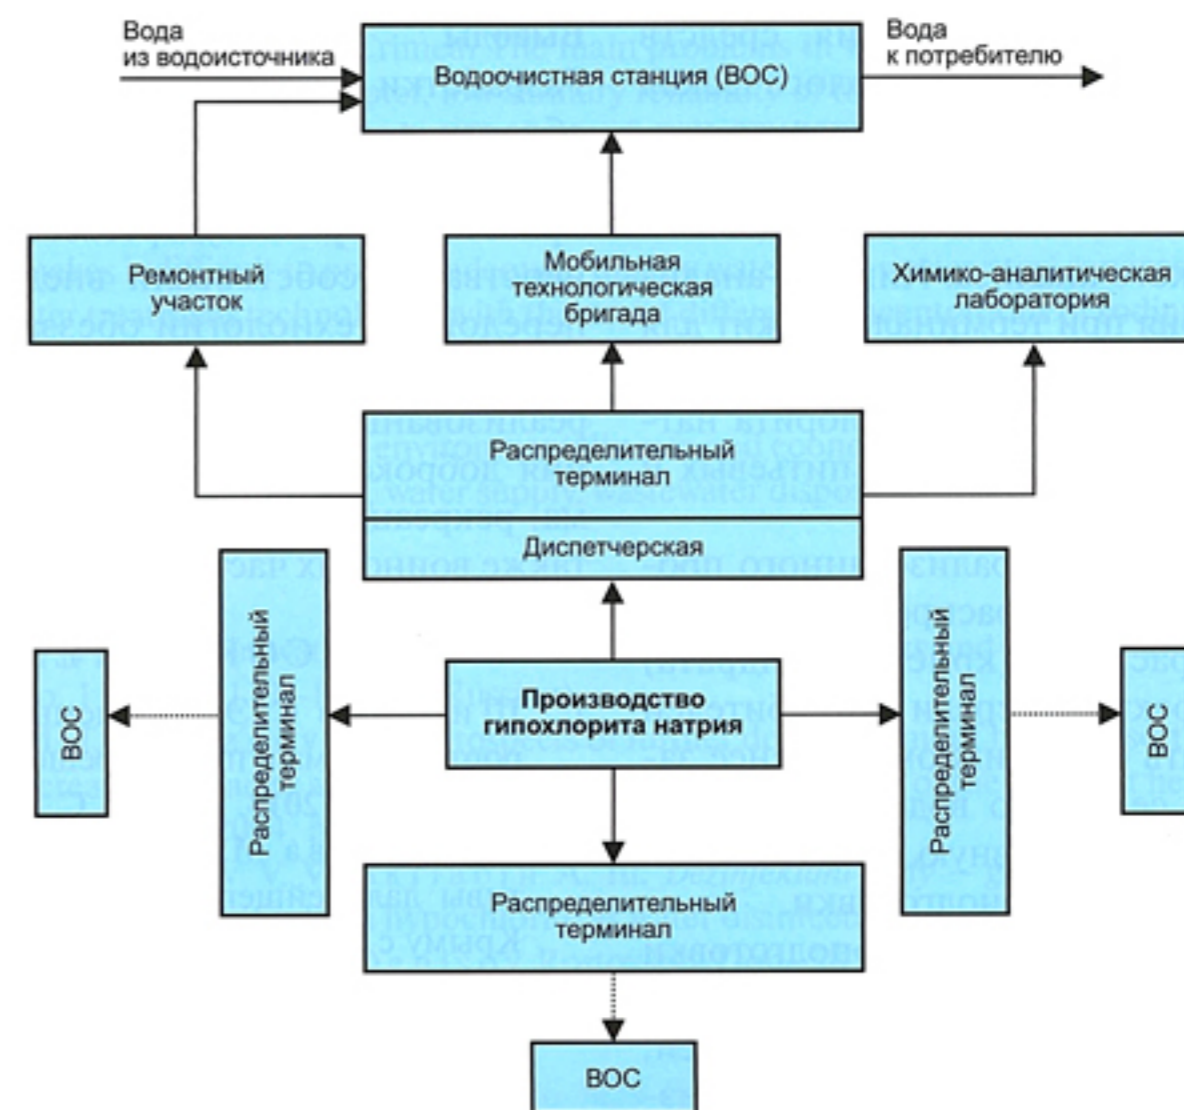 Вода
из водоисточника
Водоочистная станция (ВОС)
Вода
к потребителю
Ремонтный
участок
Мобильная
технологическая
бригада
Химико-аналитическая
лаборатория
Распределительный
терминал
Диспетчерская
ВОС
Распределительный
терминал
Производство
гипохлорита натрия
Распределительный
терминал
ВОС
Распределительный
терминал
ВОС